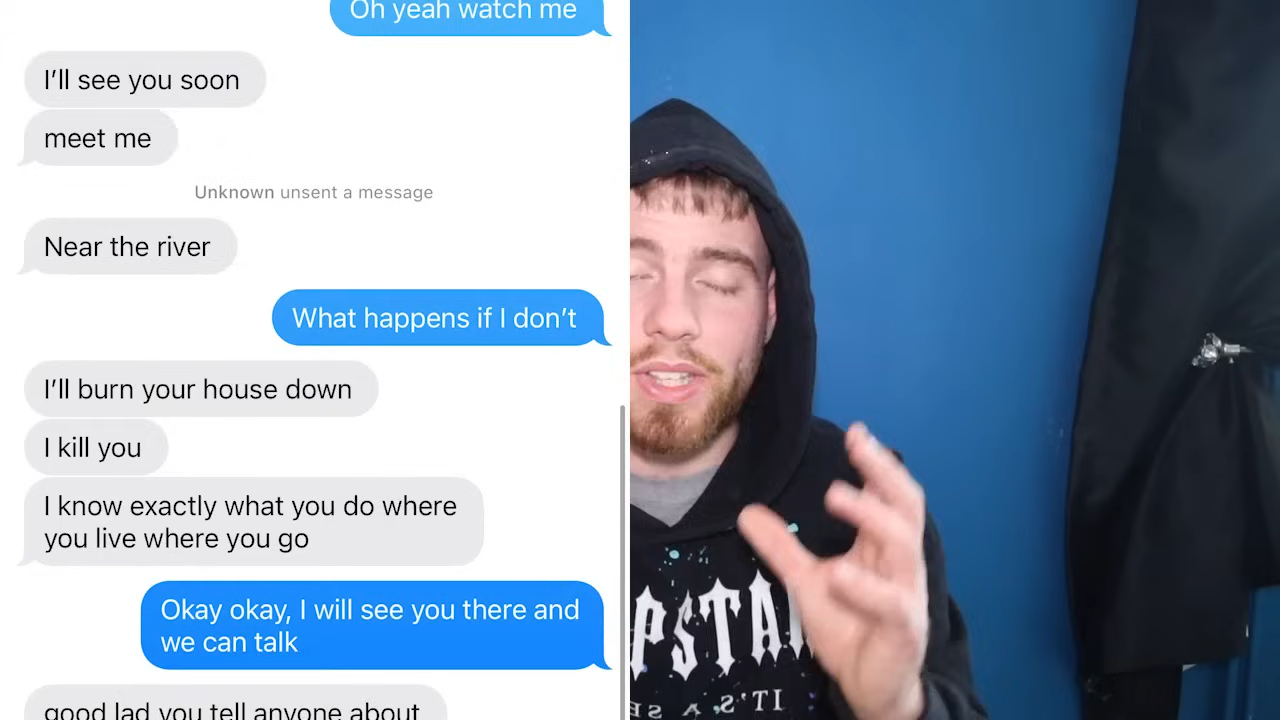 Oh yeah watch me
I'll see you soon
meet me
Unknown unsent a message
Near the river
What happens if I don't
I'll burn your house down
I kill you
I know exactly what you do where
you live where you go
Okay okay, I will see you there and
we can talk
good lad you tell anyone about
PSTA
IT'S A SE